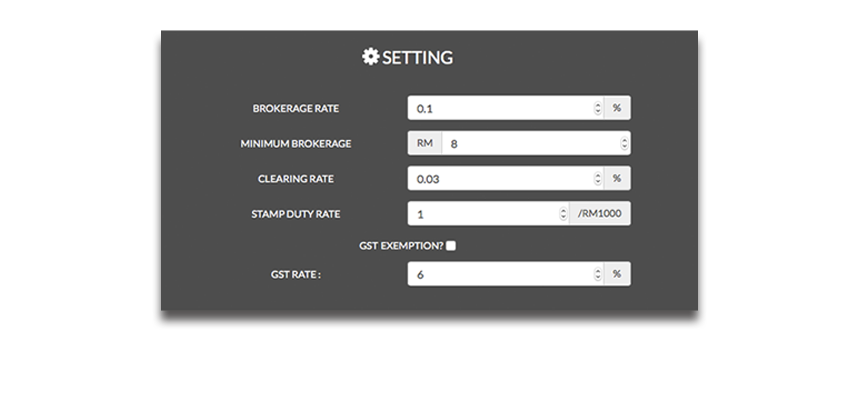 SETTING
BROKERAGE RATE 0.1 %
MINIMUM BROKERAGE RM 8
CLEARING RATE 0.03 %
STAMP DUTY RATE 1 /RM1000
GST EXEMPTION?
GST RATE : 6 %